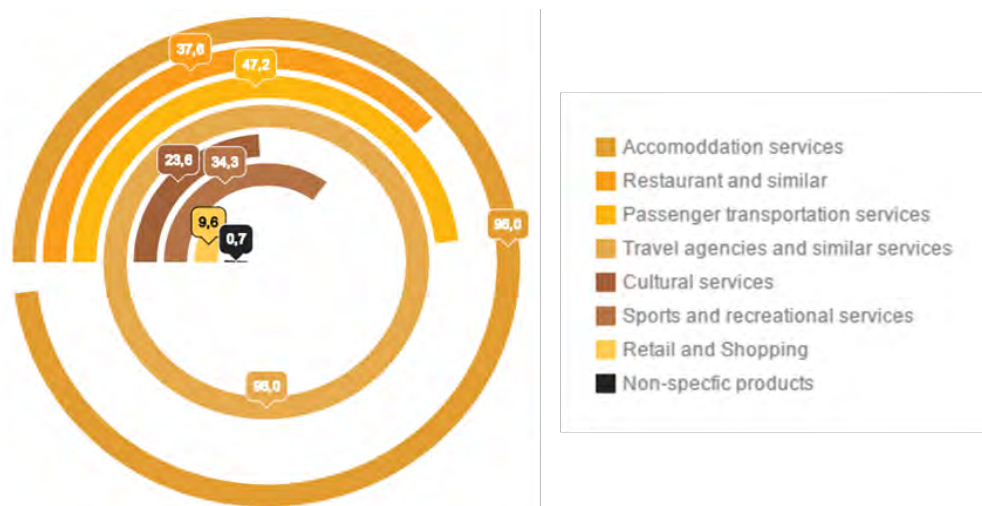 37,6
47,2
23,6
34,3
9,6
0,7
96,0
98,0
Accomoddation services
Restaurant and similar
Passenger transportation services
Travel agencies and similar services
Cultural services
Sports and recreational services
Retail and Shopping
Non-specfic products